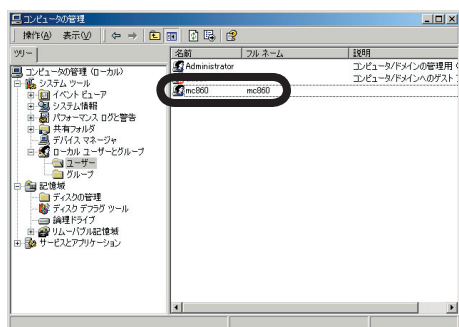 コンピュータの管理
操作(A) 表示(V)
ツリー
名前 フル ネーム 説明
コンピュータの管理 (ローカル)
システム ツール
イベント ビューア
システム情報
パフォーマンス ログと警告
共有フォルダ
デバイス マネージャ
ローカル ユーザーとグループ
ユーザー
グループ
記憶域
ディスクの管理
ディスク デフラグ ツール
論理ドライブ
リムーバブル記憶域
サービスとアプリケーション
Administrator コンピュータ/ドメインの管理用
コンピュータ/ドメインへのゲスト
mc860 mc860